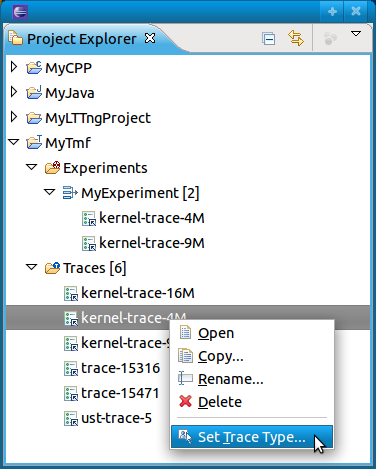 Project Explorer
MyCPP
MyJava
MyLTTngProject
MyTmf
Experiments
MyExperiment [2]
kernel-trace-4M
kernel-trace-9M
Traces [6]
kernel-trace-16M
kernel-trace-4M
kernel-trace-9
trace-15316
trace-15471
ust-trace-5
Open
Copy...
Rename...
Delete
Set Trace Type...